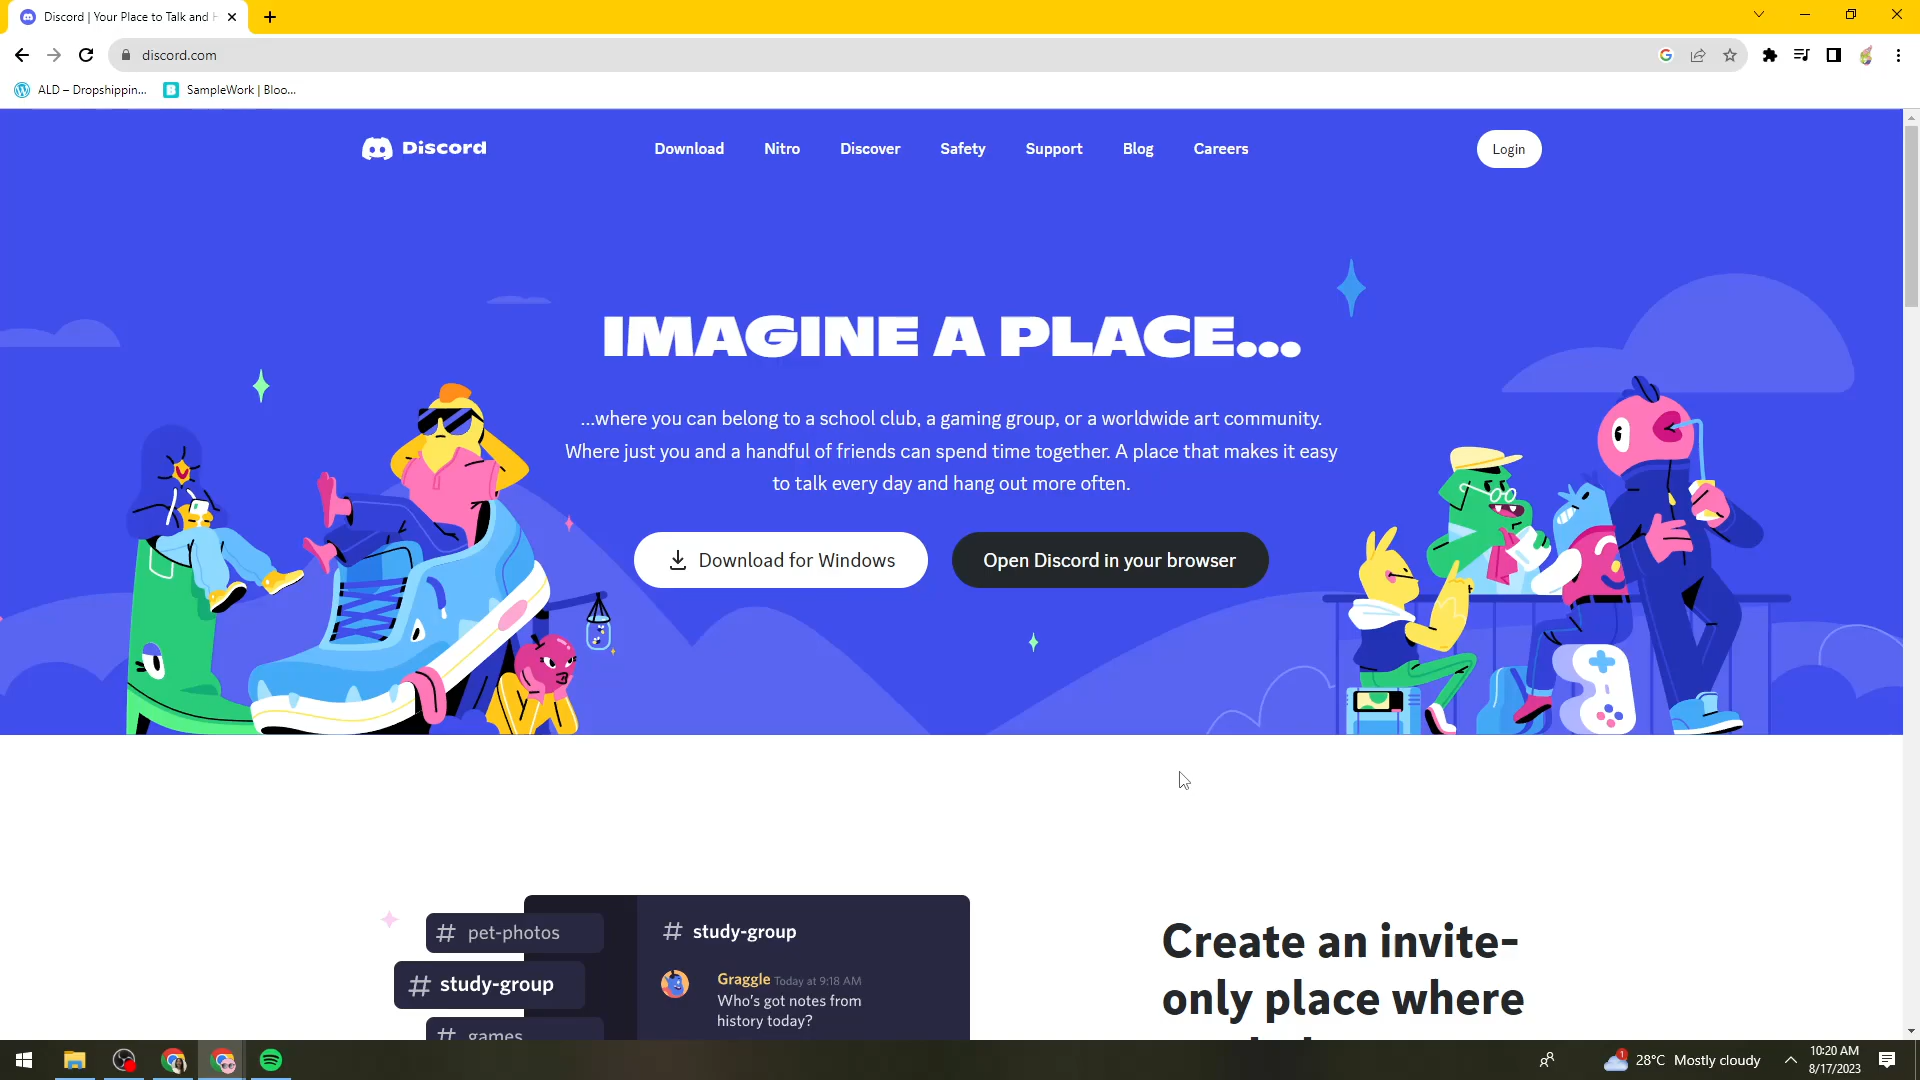 Discord | Your Place to Talk and H
discord.com
ALD – Dropshippin...
SampleWork | Bloo...
Discord
Download
Nitro
Discover
Safety
Support
Blog
Careers
Login
IMAGINE A PLACE...
...where you can belong to a school club, a gaming group, or a worldwide art community.
Where just you and a handful of friends can spend time together. A place that makes it easy
to talk every day and hang out more often.
Download for Windows
Open Discord in your browser
# pet-photos
# study-group
# games
# study-group
Graggle Today at 9:18 AM
Who's got notes from
history today?
Create an invite-
only place where
1
28°C Mostly cloudy
10:20 AM
8/17/2023